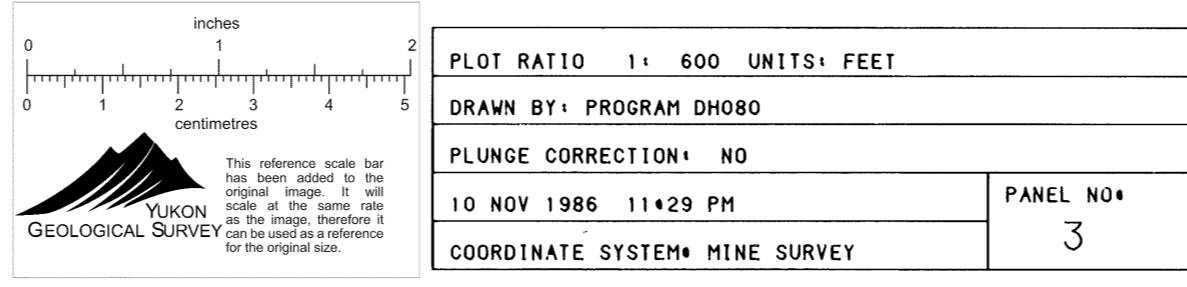 inches
0 1 2
0 1 2 3 4 5
centimetres
YUKON
GEOLOGICAL SURVEY
This reference scale bar
has been added to the
original image. It will
scale at the same rate
as the image, therefore it
can be used as a reference
for the original size.
PLOT RATIO 1: 600 UNITS: FEET
DRAWN BY: PROGRAM DH080
PLUNGE CORRECTION: NO
10 NOV 1986 11:29 PM
COORDINATE SYSTEM: MINE SURVEY
PANEL NO:
3